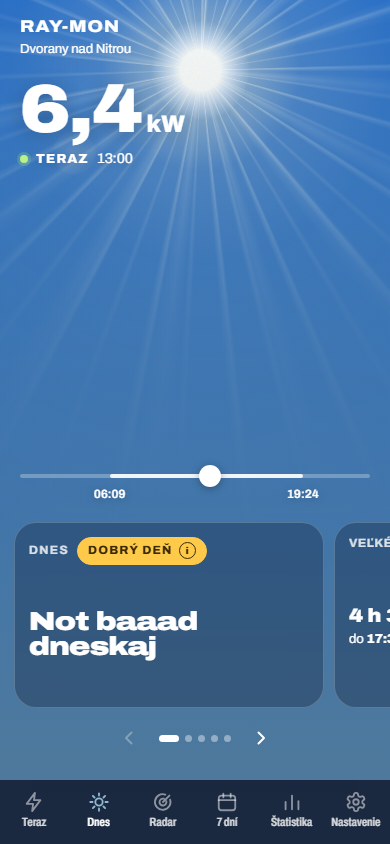 RAY-MON
Dvorany nad Nitrou
6,4 kW
TERAZ 13:00
06:09 19:24
DNES DOBRÝ DEŇ i
Not baaad
dneskaj
VEĽKÉ
4 h
do 17:
Teraz Dnes Radar 7 dní Štatistika Nastavenie